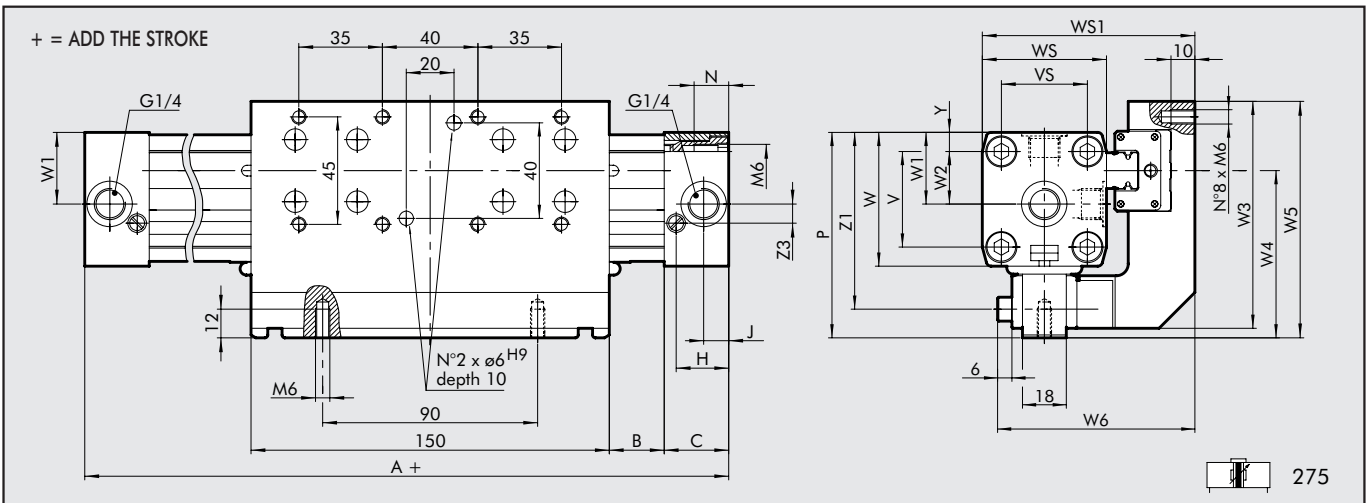 + = ADD THE STROKE
35
40
35
20
N
G1/4
G1/4
W1
45
40
M6
Z3
12
J
H
N°2 x ø6 H9
depth 10
M6
90
150
B
C
A +
WS1
WS
10
VS
Y
P
Z1
W
V
W1
W2
N°8 x M6
W3
W4
W5
6
18
W6
275